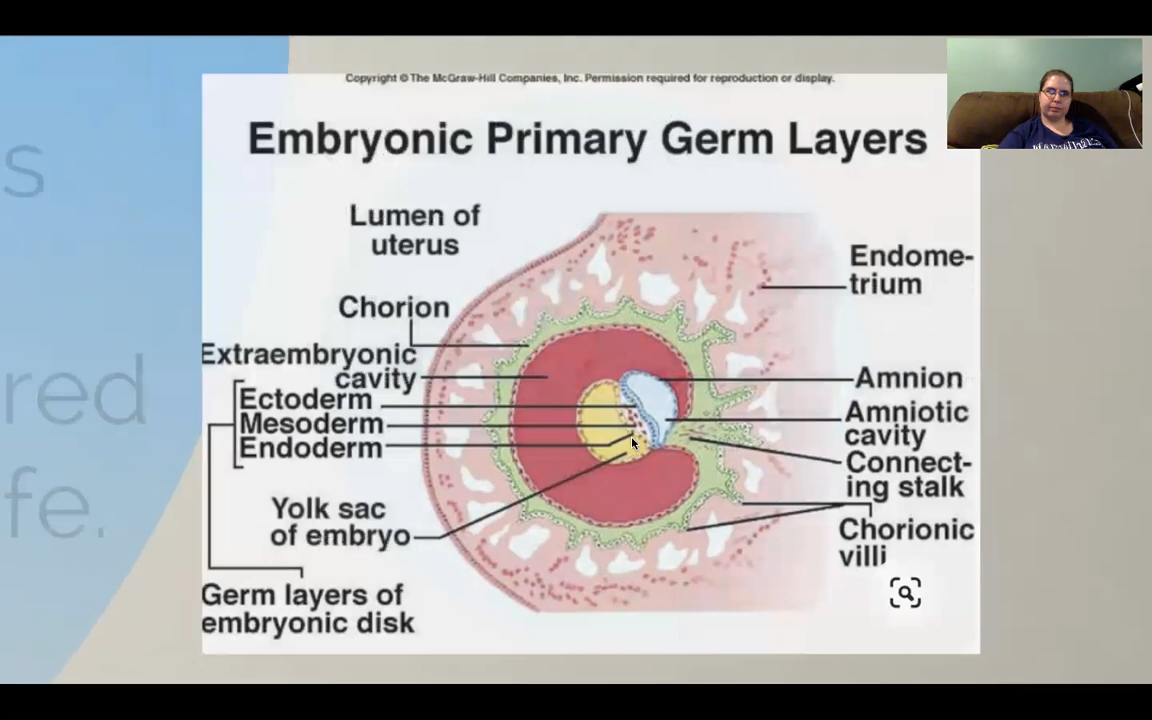 Copyright © The McGraw-Hill Companies, Inc. Permission required for reproduction or display.
Embryonic Primary Germ Layers
Lumen of
uterus
Chorion
Extraembryonic
cavity
Ectoderm
Mesoderm
Endoderm
Yolk sac
of embryo
Germ layers of
embryonic disk
Endome-
trium
Amnion
Amniotic
cavity
Connect-
ing stalk
Chorionic
villi
s
red
fe.